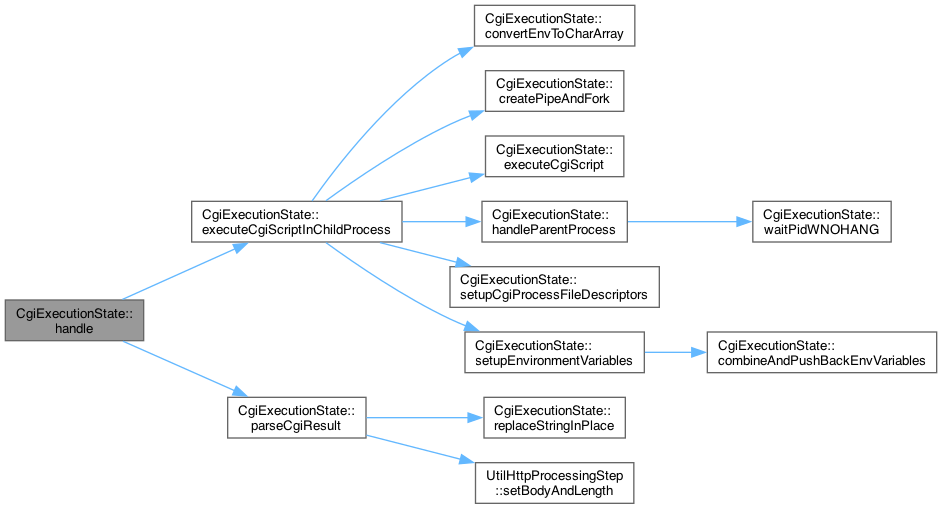 CgiExecutionState::
handle
CgiExecutionState::
executeCgiScriptInChildProcess
CgiExecutionState::
convertEnvToCharArray
CgiExecutionState::
createPipeAndFork
CgiExecutionState::
executeCgiScript
CgiExecutionState::
handleParentProcess
CgiExecutionState::
waitPidWNOHANG
CgiExecutionState::
setupCgiProcessFileDescriptors
CgiExecutionState::
setupEnvironmentVariables
CgiExecutionState::
combineAndPushBackEnvVariables
CgiExecutionState::
parseCgiResult
CgiExecutionState::
replaceStringInPlace
UtilHttpProcessingStep
::setBodyAndLength